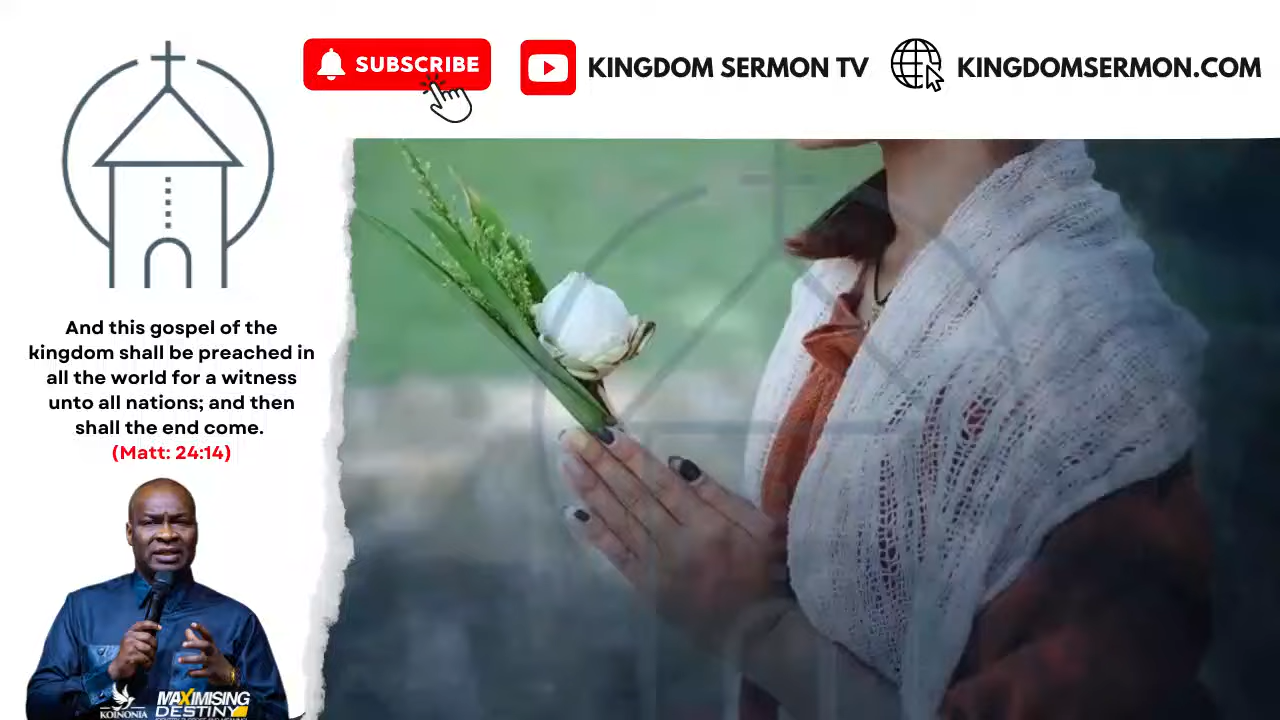 SUBSCRIBE
KINGDOM SERMON TV
KINGDOMSERMON.COM
And this gospel of the
kingdom shall be preached in
all the world for a witness
unto all nations; and then
shall the end come.
(Matt: 24:14)
KOINONIA
MAXIMISING
DESTINY